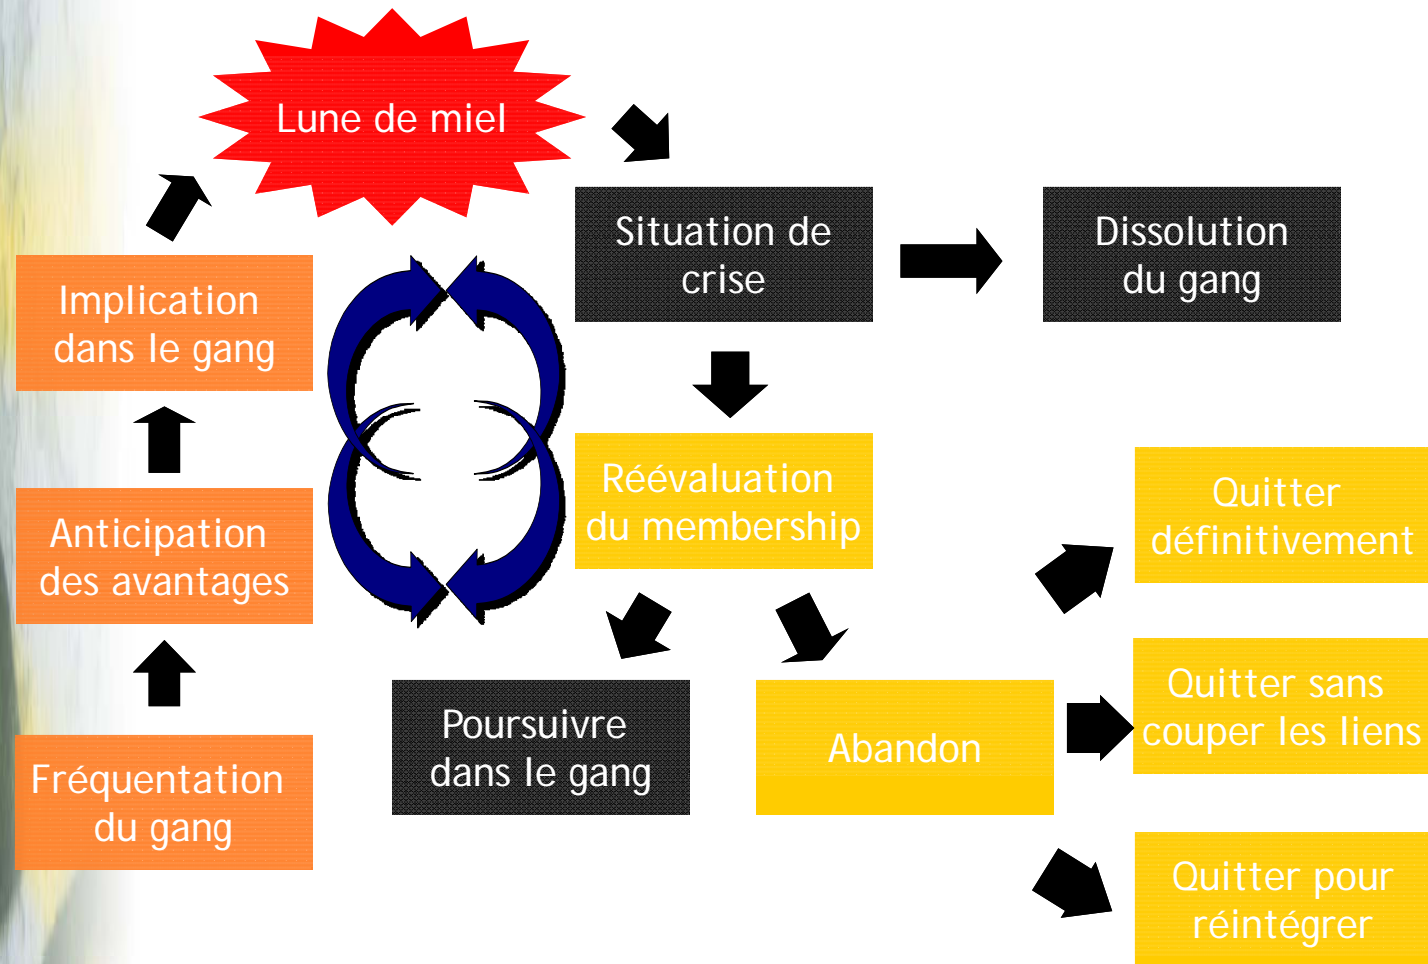 Lune de miel
Situation de
crise
Dissolution
du gang
Implication
dans le gang
Réévaluation
du membership
Quitter
définitivement
Anticipation
des avantages
Quitter sans
couper les liens
Poursuivre
dans le gang
Abandon
Fréquentation
du gang
Quitter pour
réintégrer